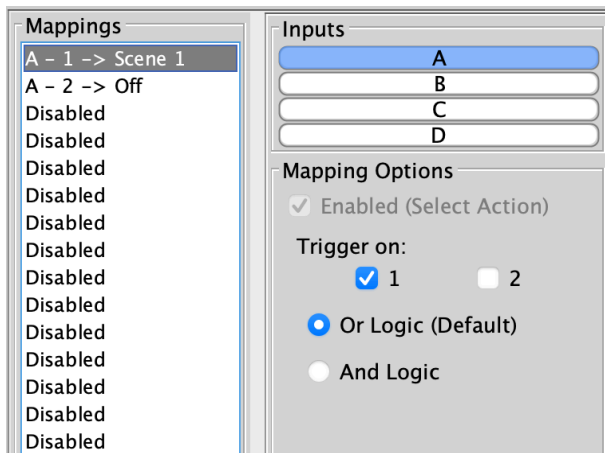 Mappings
A – 1 –> Scene 1
A – 2 –> Off
Disabled
Disabled
Disabled
Disabled
Disabled
Disabled
Disabled
Disabled
Disabled
Disabled
Disabled
Disabled
Disabled
Inputs
A
B
C
D
Mapping Options
Enabled (Select Action)
Trigger on:
1 2
Or Logic (Default)
And Logic